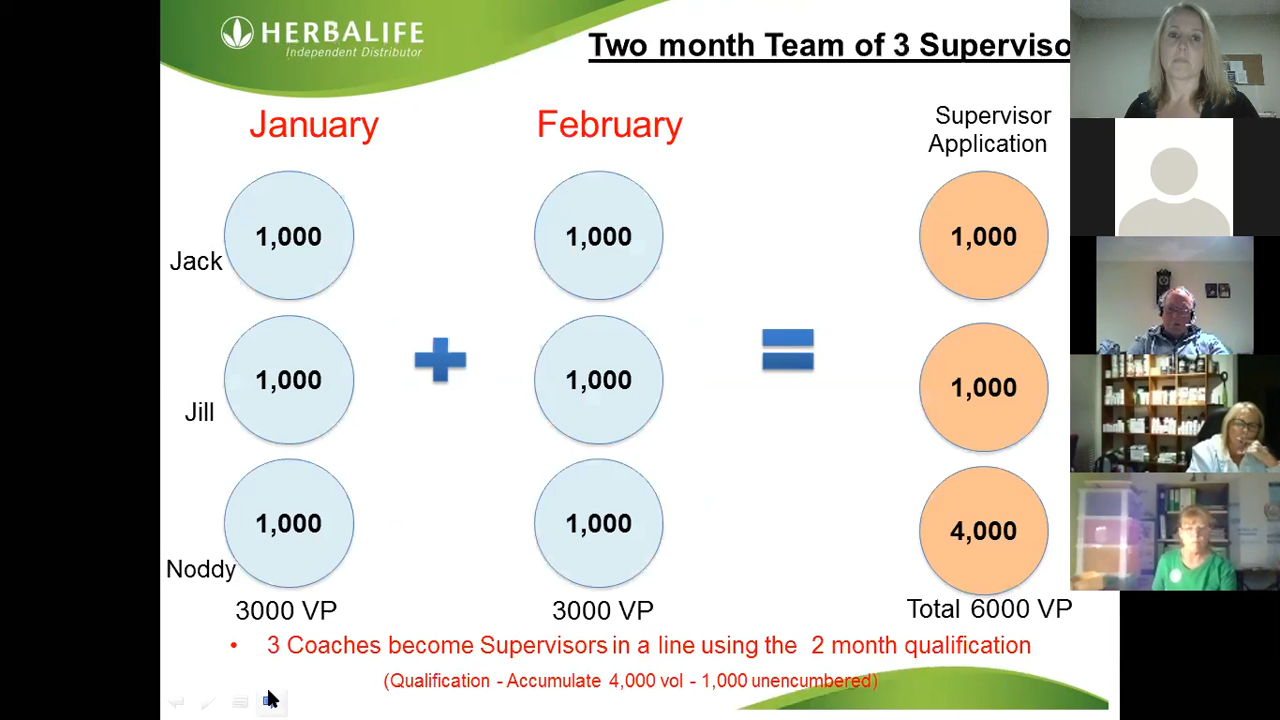 HERBALIFE
Independent Distributor
Two month Team of 3 Superviso
January
February
Supervisor
Application
1,000
1,000
1,000
Jack
1,000
1,000
1,000
Jill
1,000
1,000
4,000
Noddy
3000 VP
3000 VP
Total 6000 VP
• 3 Coaches become Supervisors in a line using the 2 month qualification
(Qualification - Accumulate 4,000 vol - 1,000 unencumbered)